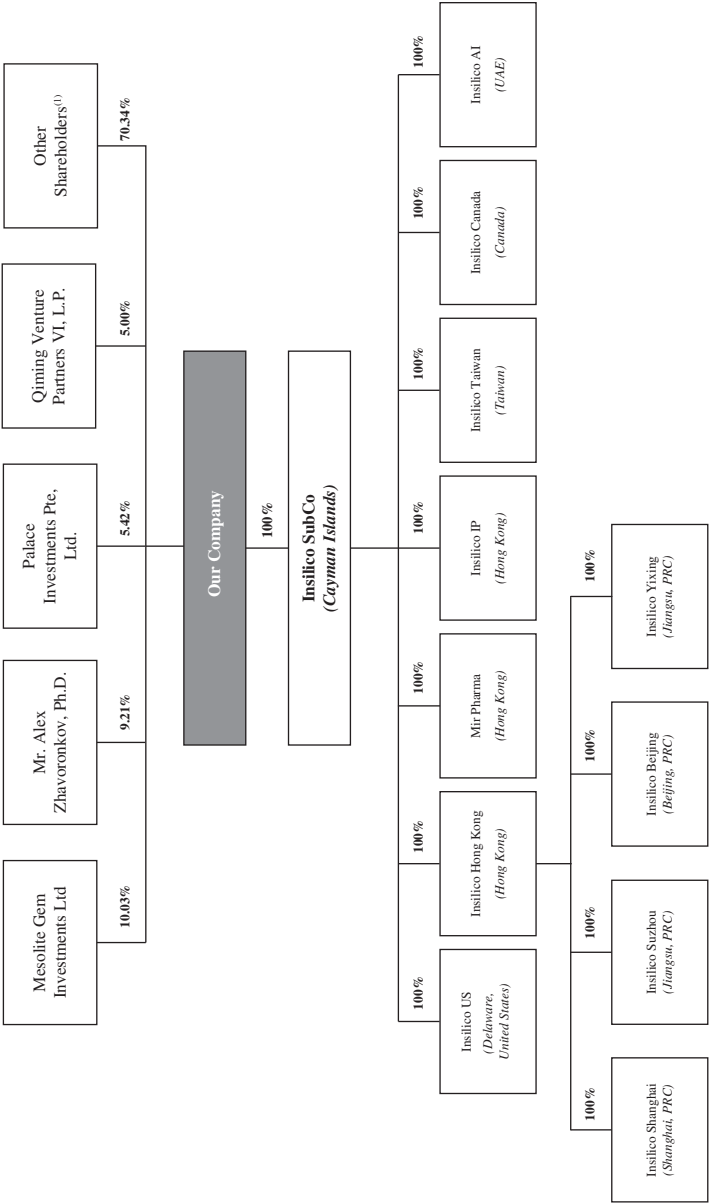 Mesolite Gem
Investments Ltd
Mr. Alex
Zhavoronkov, Ph.D.
Palace
Investments Pte,
Ltd.
Qiming Venture
Partners VI, L.P.
Other
Shareholders(1)
10.03%
9.21%
5.42%
5.00%
70.34%
Our Company
100%
Insilico SubCo
(Cayman Islands)
100%
100%
100%
100%
100%
100%
100%
Insilico US
(Delaware,
United States)
Insilico Hong Kong
(Hong Kong)
Mir Pharma
(Hong Kong)
Insilico IP
(Hong Kong)
Insilico Taiwan
(Taiwan)
Insilico Canada
(Canada)
Insilico AI
(UAE)
100%
100%
100%
100%
Insilico Shanghai
(Shanghai, PRC)
Insilico Suzhou
(Jiangsu, PRC)
Insilico Beijing
(Beijing, PRC)
Insilico Yixing
(Jiangsu, PRC)